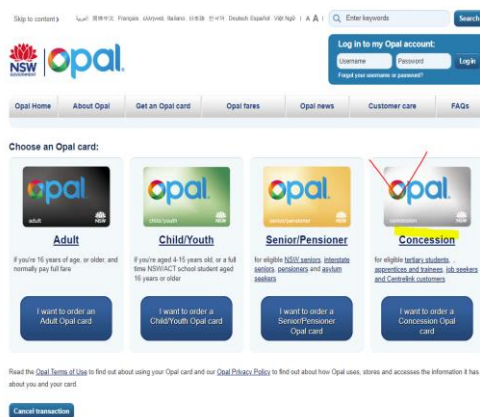 Skip to content
Français ελληνικά Italiano 日本語 한국어 Deutsch Español Việt Ngữ | A A |
Enter keywords
Search
NSW
GOVERNMENT
opal.
Log in to my Opal account:
Username
Password
Login
Forgot your username or password?
Opal Home
About Opal
Get an Opal card
Opal fares
Opal news
Customer care
FAQs
Choose an Opal card:
opal
adult
NSW
opal
child/youth
NSW
opal
senior/pensioner
NSW
opal
concession
NSW
Adult
if you're 16 years of age, or older, and
normally pay full fare
I want to order an
Adult Opal card
Child/Youth
if you're aged 4-15 years old, or a full
time NSW/ACT school student aged
16 years or older
I want to order a
Child/Youth Opal card
Senior/Pensioner
for eligible NSW seniors, interstate
seniors, pensioners and asylum
seekers
I want to order a
Senior/Pensioner
Opal card
Concession
for eligible tertiary students, ,
apprentices and trainees, job seekers
and Centrelink customers
I want to order a
Concession Opal
card
Read the Opal Terms of Use to find out about using your Opal card and our Opal Privacy Policy to find out about how Opal uses, stores and accesses the information it has
about you and your card.
Cancel transaction